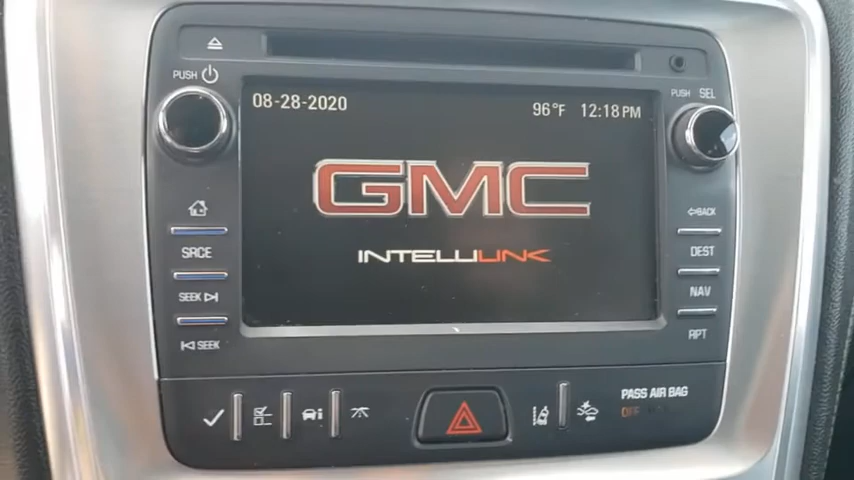 PUSH
PUSH SEL
08-28-2020 96°F 12:18 PM
GMC
INTELLILINK
SRCE
SEEK
SEEK
BACK
DEST
NAV
RPT
PASS AIR BAG
OFF